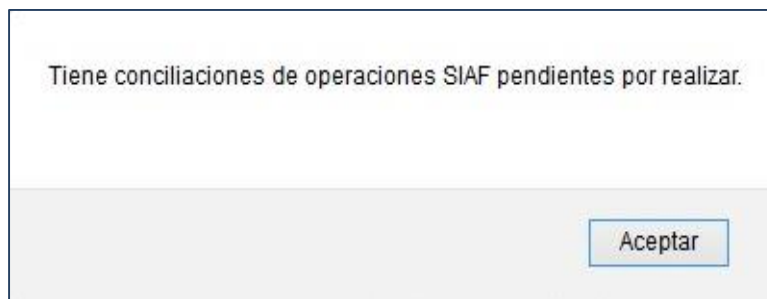 Tiene conciliaciones de operaciones SIAF pendientes por realizar.
Aceptar